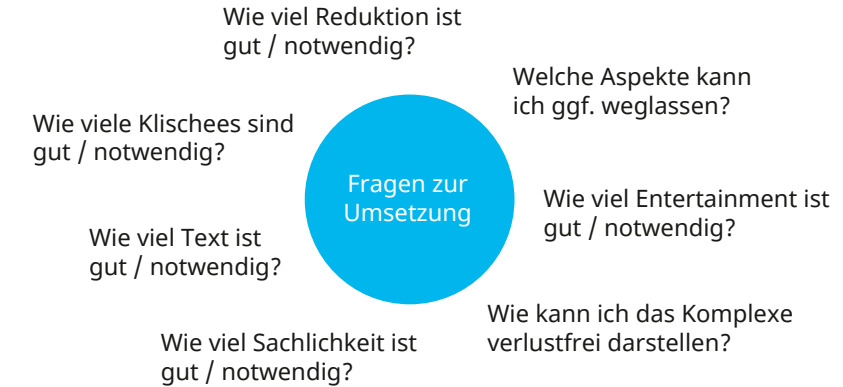 Wie viel Reduktion ist
gut / notwendig?
Welche Aspekte kann
ich ggf. weglassen?
Wie viele Klischees sind
gut / notwendig?
Fragen zur
Umsetzung
Wie viel Entertainment ist
gut / notwendig?
Wie viel Text ist
gut / notwendig?
Wie kann ich das Komplexe
verlustfrei darstellen?
Wie viel Sachlichkeit ist
gut / notwendig?